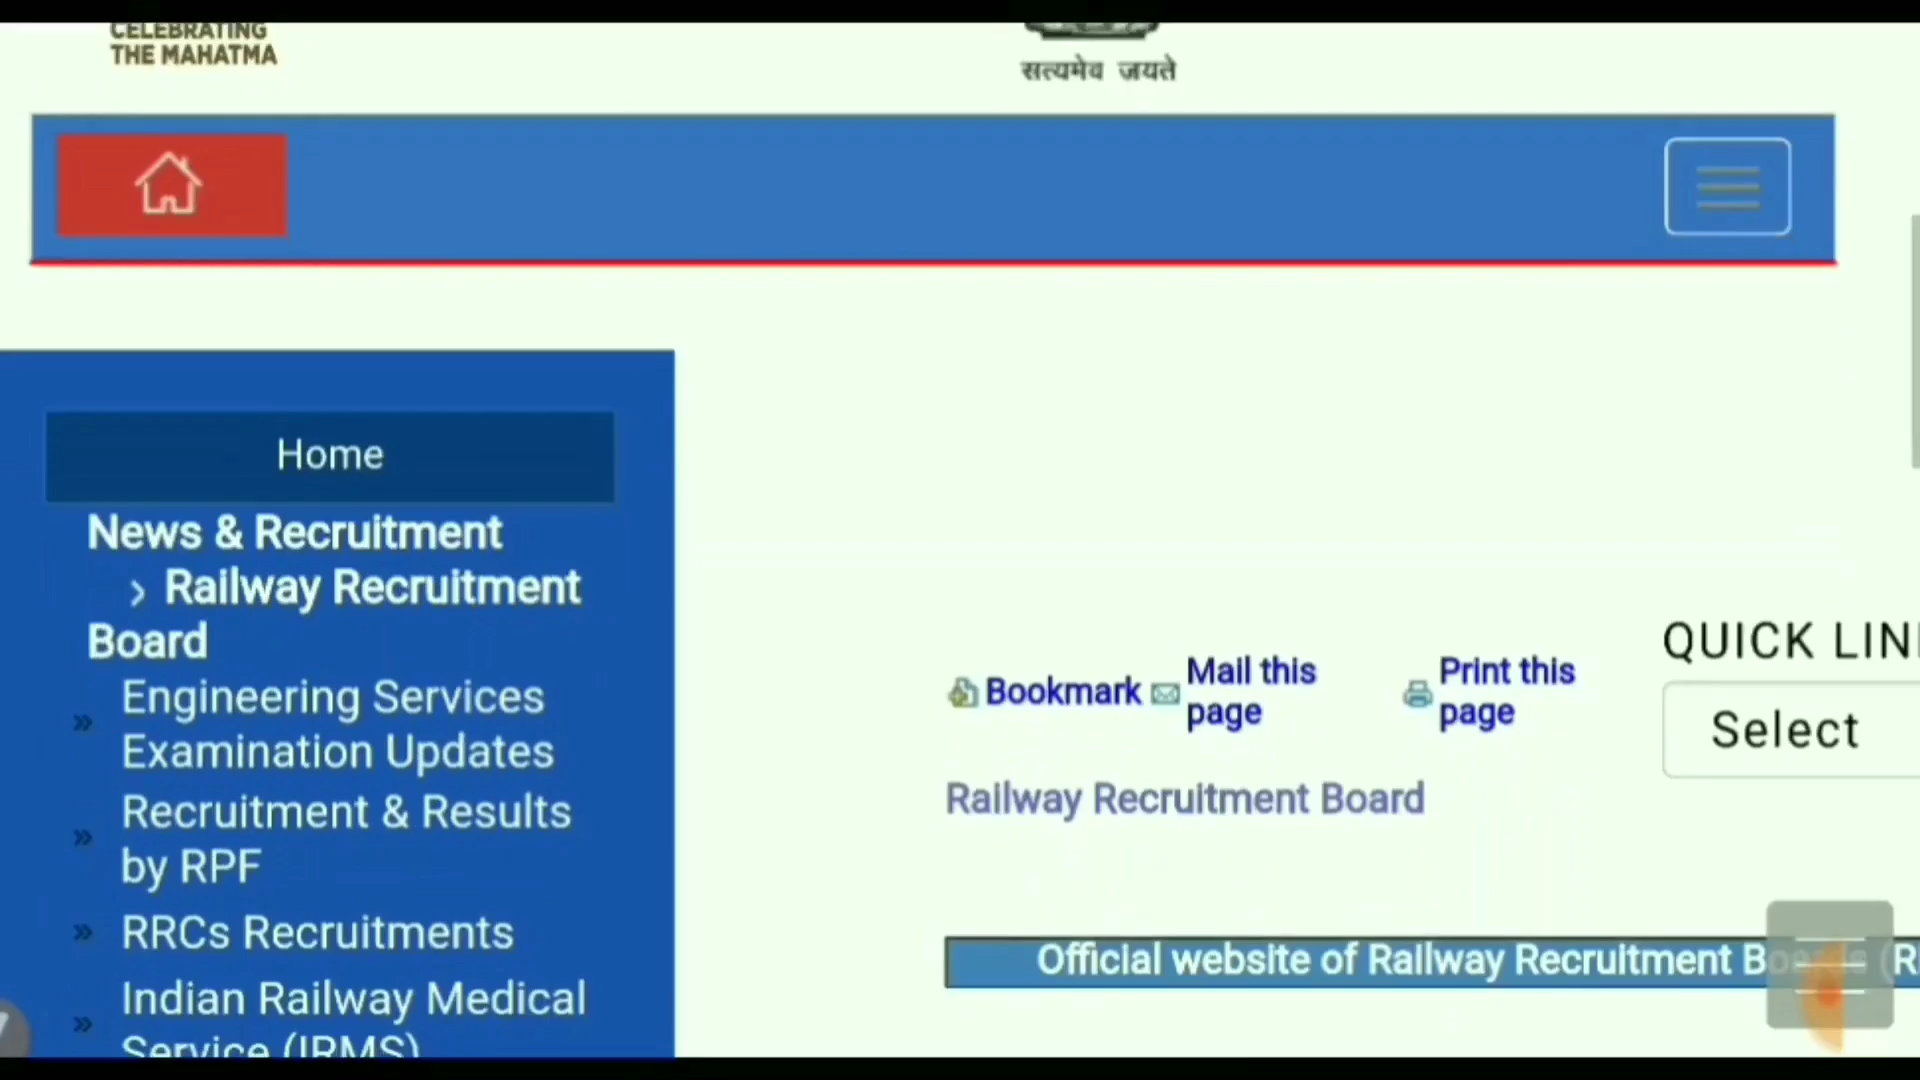 CELEBRATING
THE MAHATMA
सत्यमेव जयते
Home
News & Recruitment
› Railway Recruitment
Board
» Engineering Services
Examination Updates
» Recruitment & Results
by RPF
» RRCs Recruitments
» Indian Railway Medical
Service (IRMS)
Bookmark
Mail this
page
Print this
page
QUICK LIN
Select
Railway Recruitment Board
Official website of Railway Recruitment